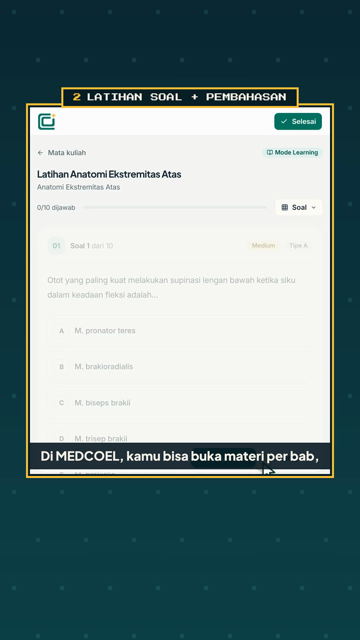 2 LATIHAN SOAL + PEMBAHASAN
Selesai
Mata kuliah
Mode Learning
Latihan Anatomi Ekstremitas Atas
Anatomi Ekstremitas Atas
0/10 dijawab
Soal
01 Soal 1 dari 10
Medium
Tipe A
Otot yang paling kuat melakukan supinasi lengan bawah ketika siku
dalam keadaan fleksi adalah...
A M. pronator teres
B M. brakioradialis
C M. biseps brakii
D M. trisep brakii
Di MEDCOEL, kamu bisa buka materi per bab,